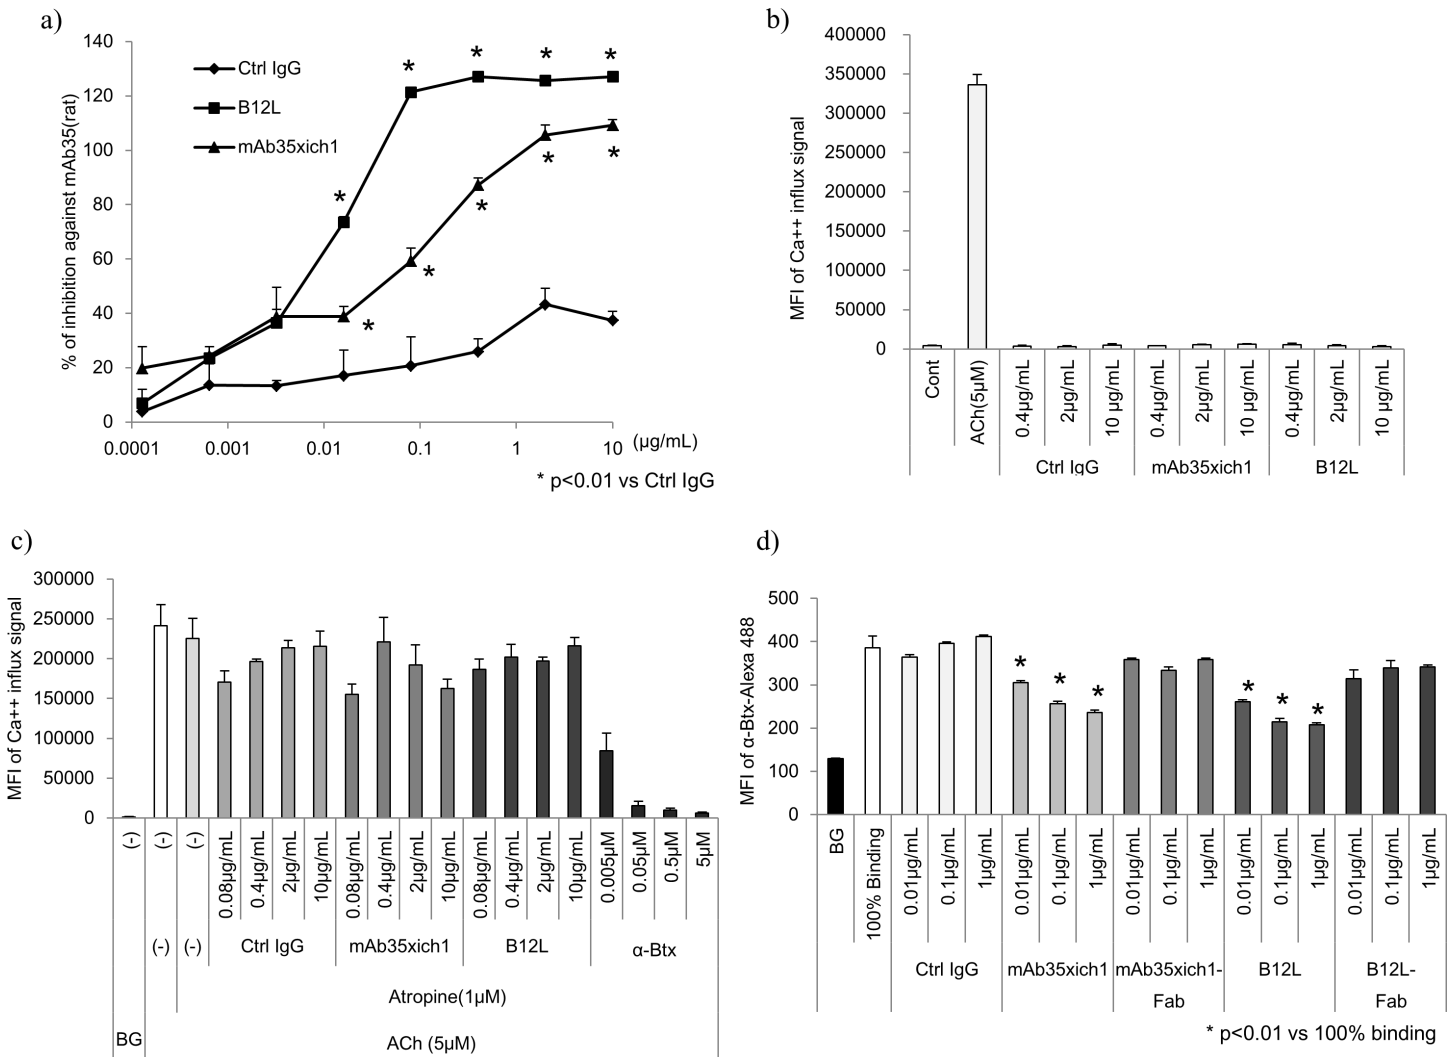 a)
% of inhibition against mAb35(rat)
140
120
100
80
60
40
20
0
Ctrl IgG
B12L
mAb35xich1
* * * *
*
* *
*
*
*
0.0001 0.001 0.01 0.1 1 10 (µg/mL)
* p<0.01 vs Ctrl IgG
b)
MFI of Ca++ influx signal
400000
350000
300000
250000
200000
150000
100000
50000
0
Cont ACh(5µM) 0.4µg/mL 2µg/mL 10 µg/mL 0.4µg/mL 2µg/mL 10 µg/mL 0.4µg/mL 2µg/mL 10 µg/mL
Ctrl IgG mAb35xich1 B12L
c)
MFI of Ca++ influx signal
300000
250000
200000
150000
100000
50000
0
(-) (-) (-) 0.08µg/mL 0.4µg/mL 2µg/mL 10µg/mL 0.08µg/mL 0.4µg/mL 2µg/mL 10µg/mL 0.08µg/mL 0.4µg/mL 2µg/mL 10µg/mL 0.005µM 0.05µM 0.5µM 5µM
(-) (-) Ctrl IgG mAb35xich1 B12L α-Btx
Atropine(1µM)
BG ACh (5µM)
d)
MFI of α-Btx-Alexa 488
500
400
300
200
100
0
* * * * * *
BG 100% Binding 0.01µg/mL 0.1µg/mL 1µg/mL 0.01µg/mL 0.1µg/mL 1µg/mL 0.01µg/mL 0.1µg/mL 1µg/mL 0.01µg/mL 0.1µg/mL 1µg/mL 0.01µg/mL 0.1µg/mL 1µg/mL
Ctrl IgG mAb35xich1 mAb35xich1- B12L B12L-
Fab Fab
* p<0.01 vs 100% binding